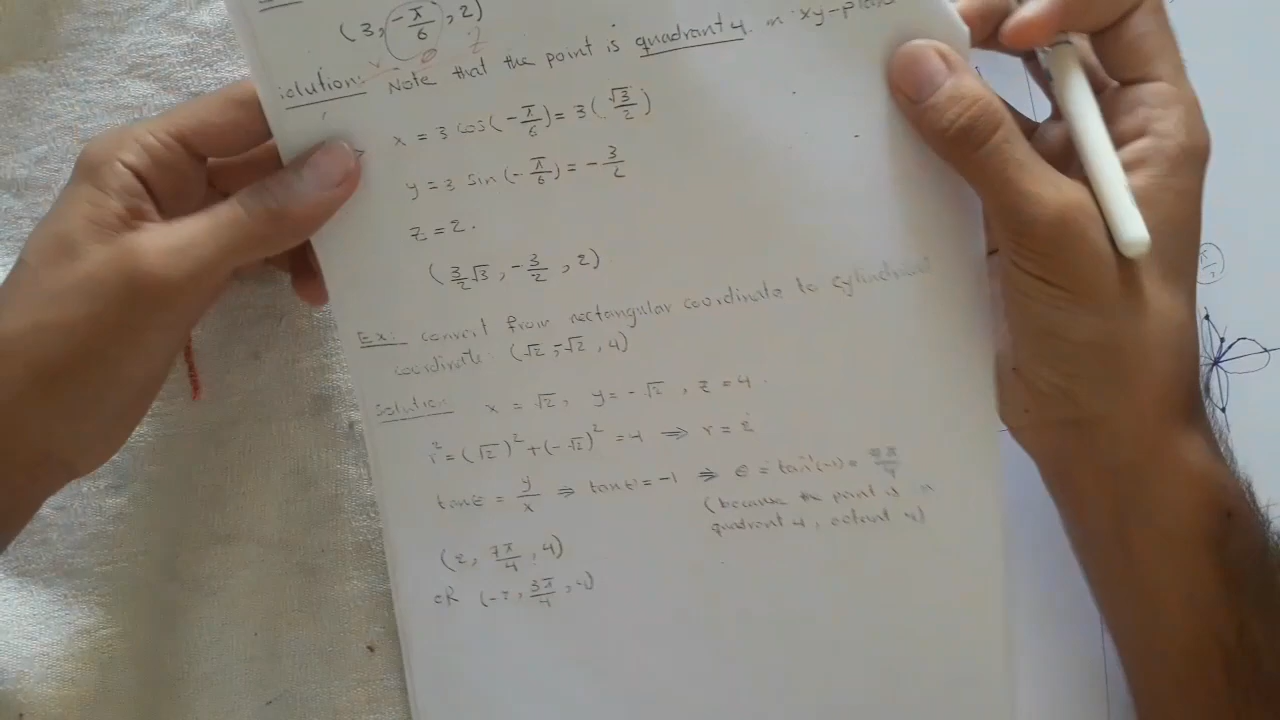 (3, -π/6, 2)
Solution: Note that the point is quadrant 4 in xy-plane
x = 3 cos(-π/6) = 3(√3/2)
y = 3 sin(-π/6) = -3/2
z = 2.
(3/2 √3, -3/2, 2)
Ex: convert from rectangular coordinate to cylindrical
coordinate: (√2, -√2, 4)
Solution x = √2, y = -√2, z = 4
r² = (√2)² + (-√2)² = 4 ⇒ r = 2
tan θ = y/x ⇒ tan θ = -1 ⇒ θ = tan⁻¹(-1) = 7π/4
(because the point is in
quadrant 4, octant
(2, 7π/4, 4)
OR (-2, 3π/4, 4)